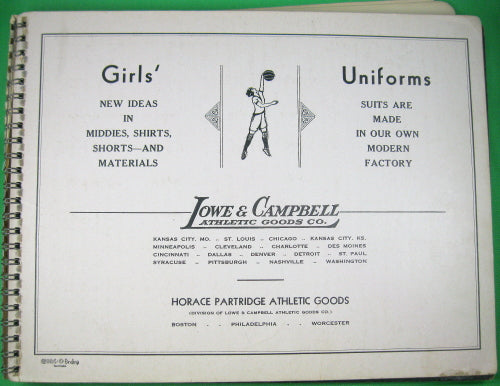 Girls'
NEW IDEAS
IN
MIDDIES, SHIRTS,
SHORTS—AND
MATERIALS
Uniforms
SUITS ARE
MADE
IN OUR OWN
MODERN
FACTORY
LOWE & CAMPBELL
ATHLETIC GOODS CO.
KANSAS CITY, MO. .. ST. LOUIS .. CHICAGO .. KANSAS CITY, KS.
MINNEAPOLIS .. CLEVELAND .. CHARLOTTE .. DES MOINES
CINCINNATI .. DALLAS .. DENVER .. DETROIT .. ST. PAUL
SYRACUSE .. PITTSBURGH .. NASHVILLE .. WASHINGTON
HORACE PARTRIDGE ATHLETIC GOODS
(DIVISION OF LOWE & CAMPBELL ATHLETIC GOODS CO.)
BOSTON . . PHILADELPHIA . . WORCESTER